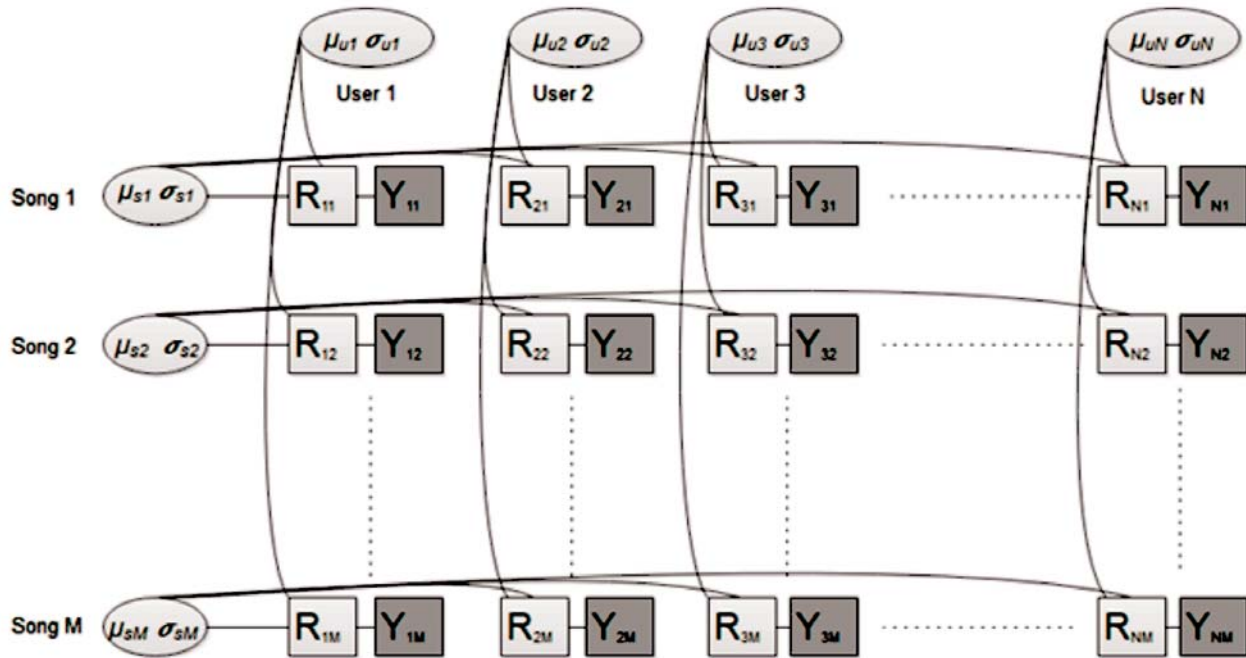 μu1 σu1 μu2 σu2 μu3 σu3 μuN σuN
User 1 User 2 User 3 User N
Song 1 μs1 σs1 R11 Y11 R21 Y21 R31 Y31 RN1 YN1
Song 2 μs2 σs2 R12 Y12 R22 Y22 R32 Y32 RN2 YN2
Song M μsM σsM R1M Y1M R2M Y2M R3M Y3M RNM YNM